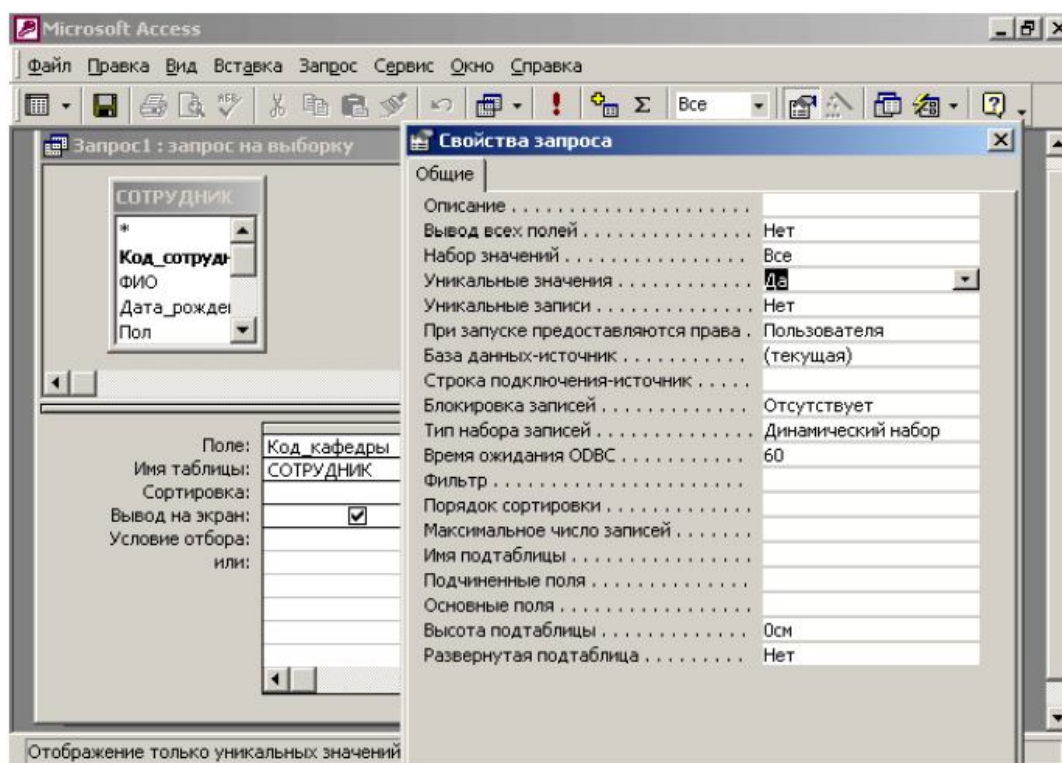 Microsoft Access
Файл Правка Вид Вставка Запрос Сервис Окно Справка
Все
Запрос1 : запрос на выборку
СОТРУДНИК
*
Код_сотрудн
ФИО
Дата_рожден
Пол
Поле: Код_кафедры
Имя таблицы: СОТРУДНИК
Сортировка:
Вывод на экран:
Условие отбора:
или:
Свойства запроса
Общие
Описание
Вывод всех полей Нет
Набор значений Все
Уникальные значения Да
Уникальные записи Нет
При запуске предоставляются права Пользователя
База данных-источник (текущая)
Строка подключения-источник
Блокировка записей Отсутствует
Тип набора записей Динамический набор
Время ожидания ODBC 60
Фильтр
Порядок сортировки
Максимальное число записей
Имя подтаблицы
Подчиненные поля
Основные поля
Высота подтаблицы 0см
Развернутая подтаблица Нет
Отображение только уникальных значений